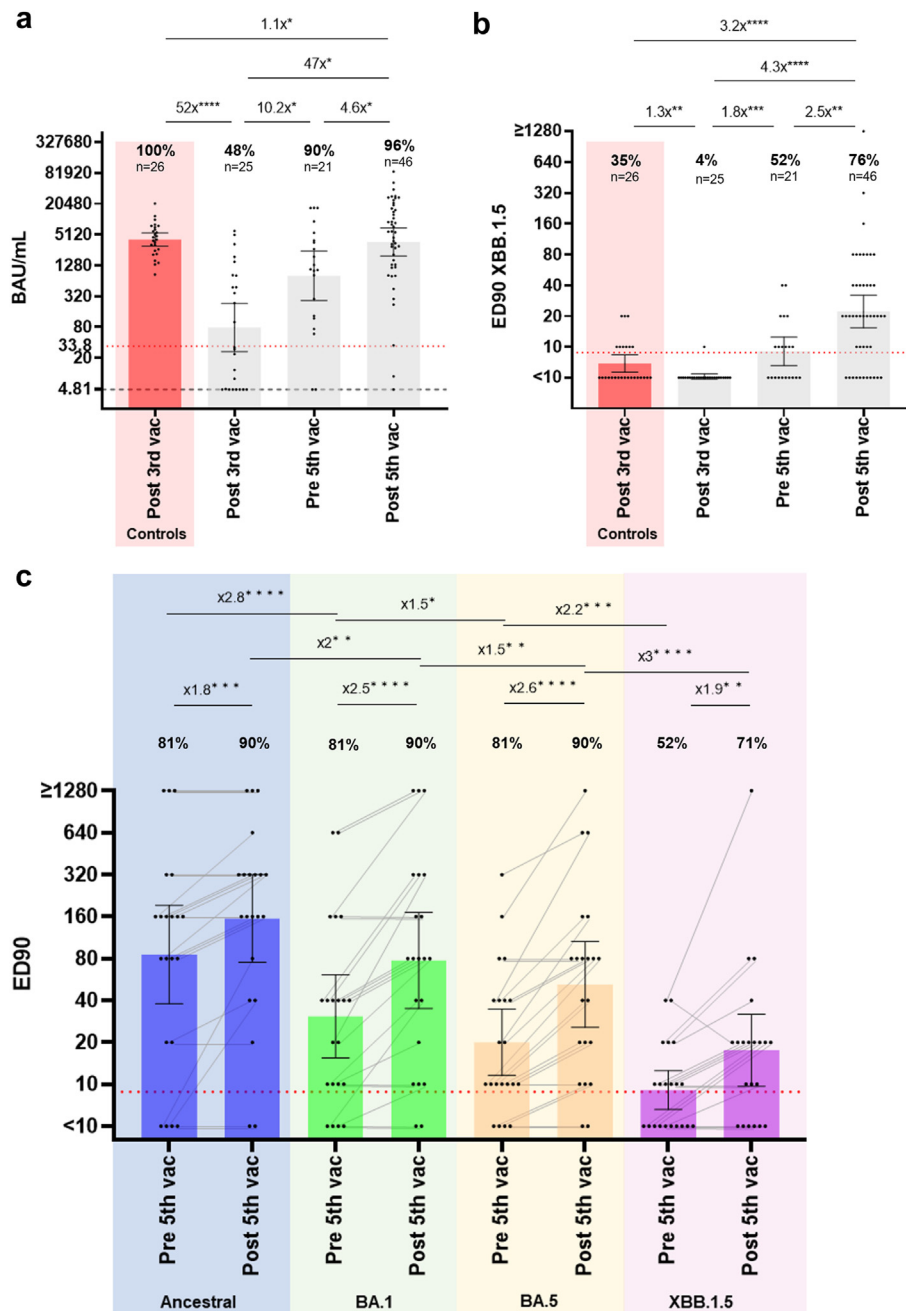 a
1.1x*
47x*
52x****
10.2x*
4.6x*
327680
81920
20480
5120
1280
320
80
33.8
20
4.81
BAU/mL
100%
n=26
48%
n=25
90%
n=21
96%
n=46
Post 3rd vac
Post 3rd vac
Pre 5th vac
Post 5th vac
Controls
b
3.2x****
4.3x****
1.3x**
1.8x***
2.5x**
≥1280
640
320
160
80
40
20
10
<10
ED90 XBB.1.5
35%
n=26
4%
n=25
52%
n=21
76%
n=46
Post 3rd vac
Post 3rd vac
Pre 5th vac
Post 5th vac
Controls
c
x2.8****
x1.5*
x2.2***
x2**
x1.5**
x3****
x1.8***
x2.5****
x2.6****
x1.9**
81%
90%
81%
90%
81%
90%
52%
71%
≥1280
640
320
160
80
40
20
10
<10
ED90
Pre 5th vac
Post 5th vac
Pre 5th vac
Post 5th vac
Pre 5th vac
Post 5th vac
Pre 5th vac
Post 5th vac
Ancestral
BA.1
BA.5
XBB.1.5